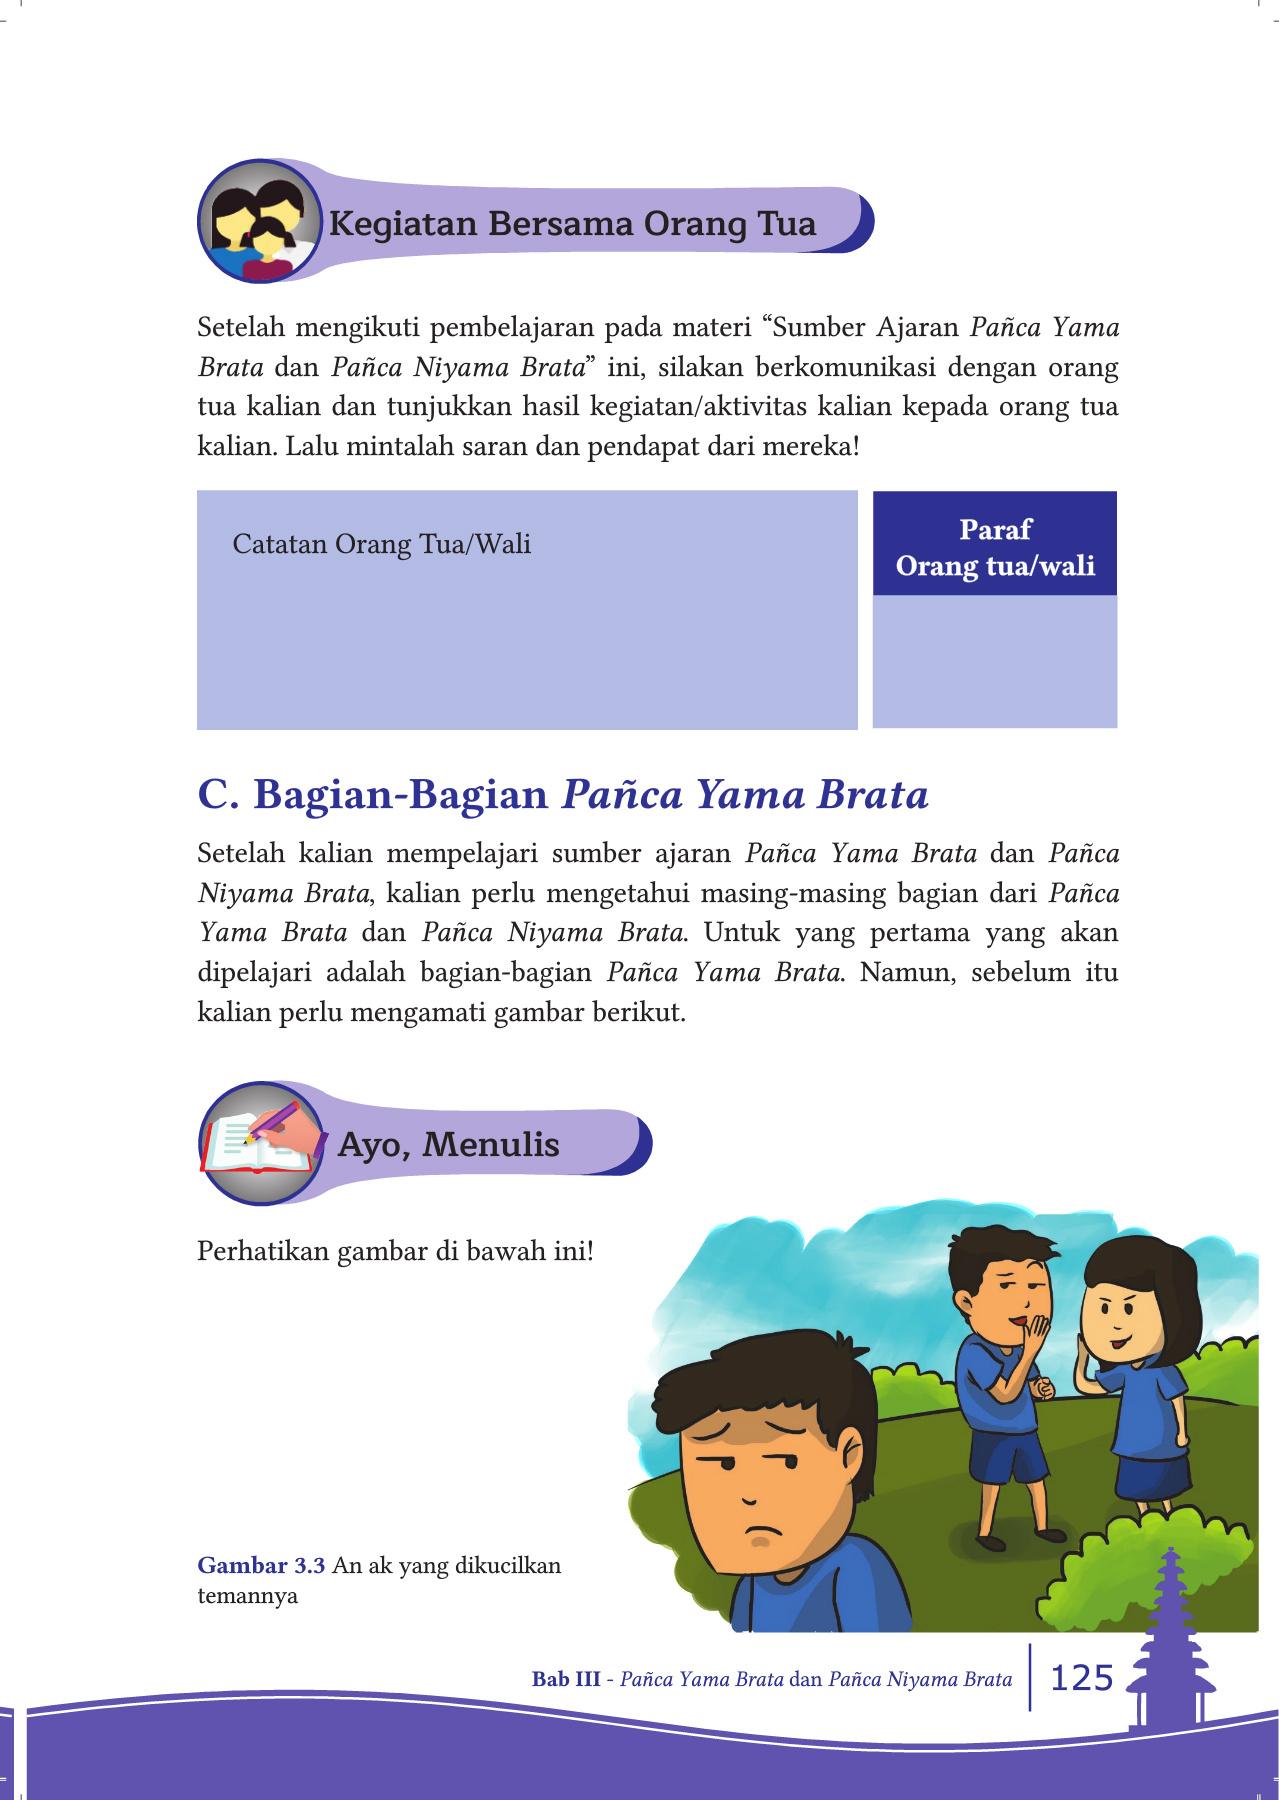 Kegiatan Bersama Orang Tua
Setelah mengikuti pembelajaran pada materi “Sumber Ajaran Pañca Yama
Brata dan Pañca Niyama Brata” ini, silakan berkomunikasi dengan orang
tua kalian dan tunjukkan hasil kegiatan/aktivitas kalian kepada orang tua
kalian. Lalu mintalah saran dan pendapat dari mereka!
Catatan Orang Tua/Wali
Paraf
Orang tua/wali
C. Bagian-Bagian Pañca Yama Brata
Setelah kalian mempelajari sumber ajaran Pañca Yama Brata dan Pañca
Niyama Brata, kalian perlu mengetahui masing-masing bagian dari Pañca
Yama Brata dan Pañca Niyama Brata. Untuk yang pertama yang akan
dipelajari adalah bagian-bagian Pañca Yama Brata. Namun, sebelum itu
kalian perlu mengamati gambar berikut.
Ayo, Menulis
Perhatikan gambar di bawah ini!
Gambar 3.3 An ak yang dikucilkan
temannya
Bab III - Pañca Yama Brata dan Pañca Niyama Brata
125